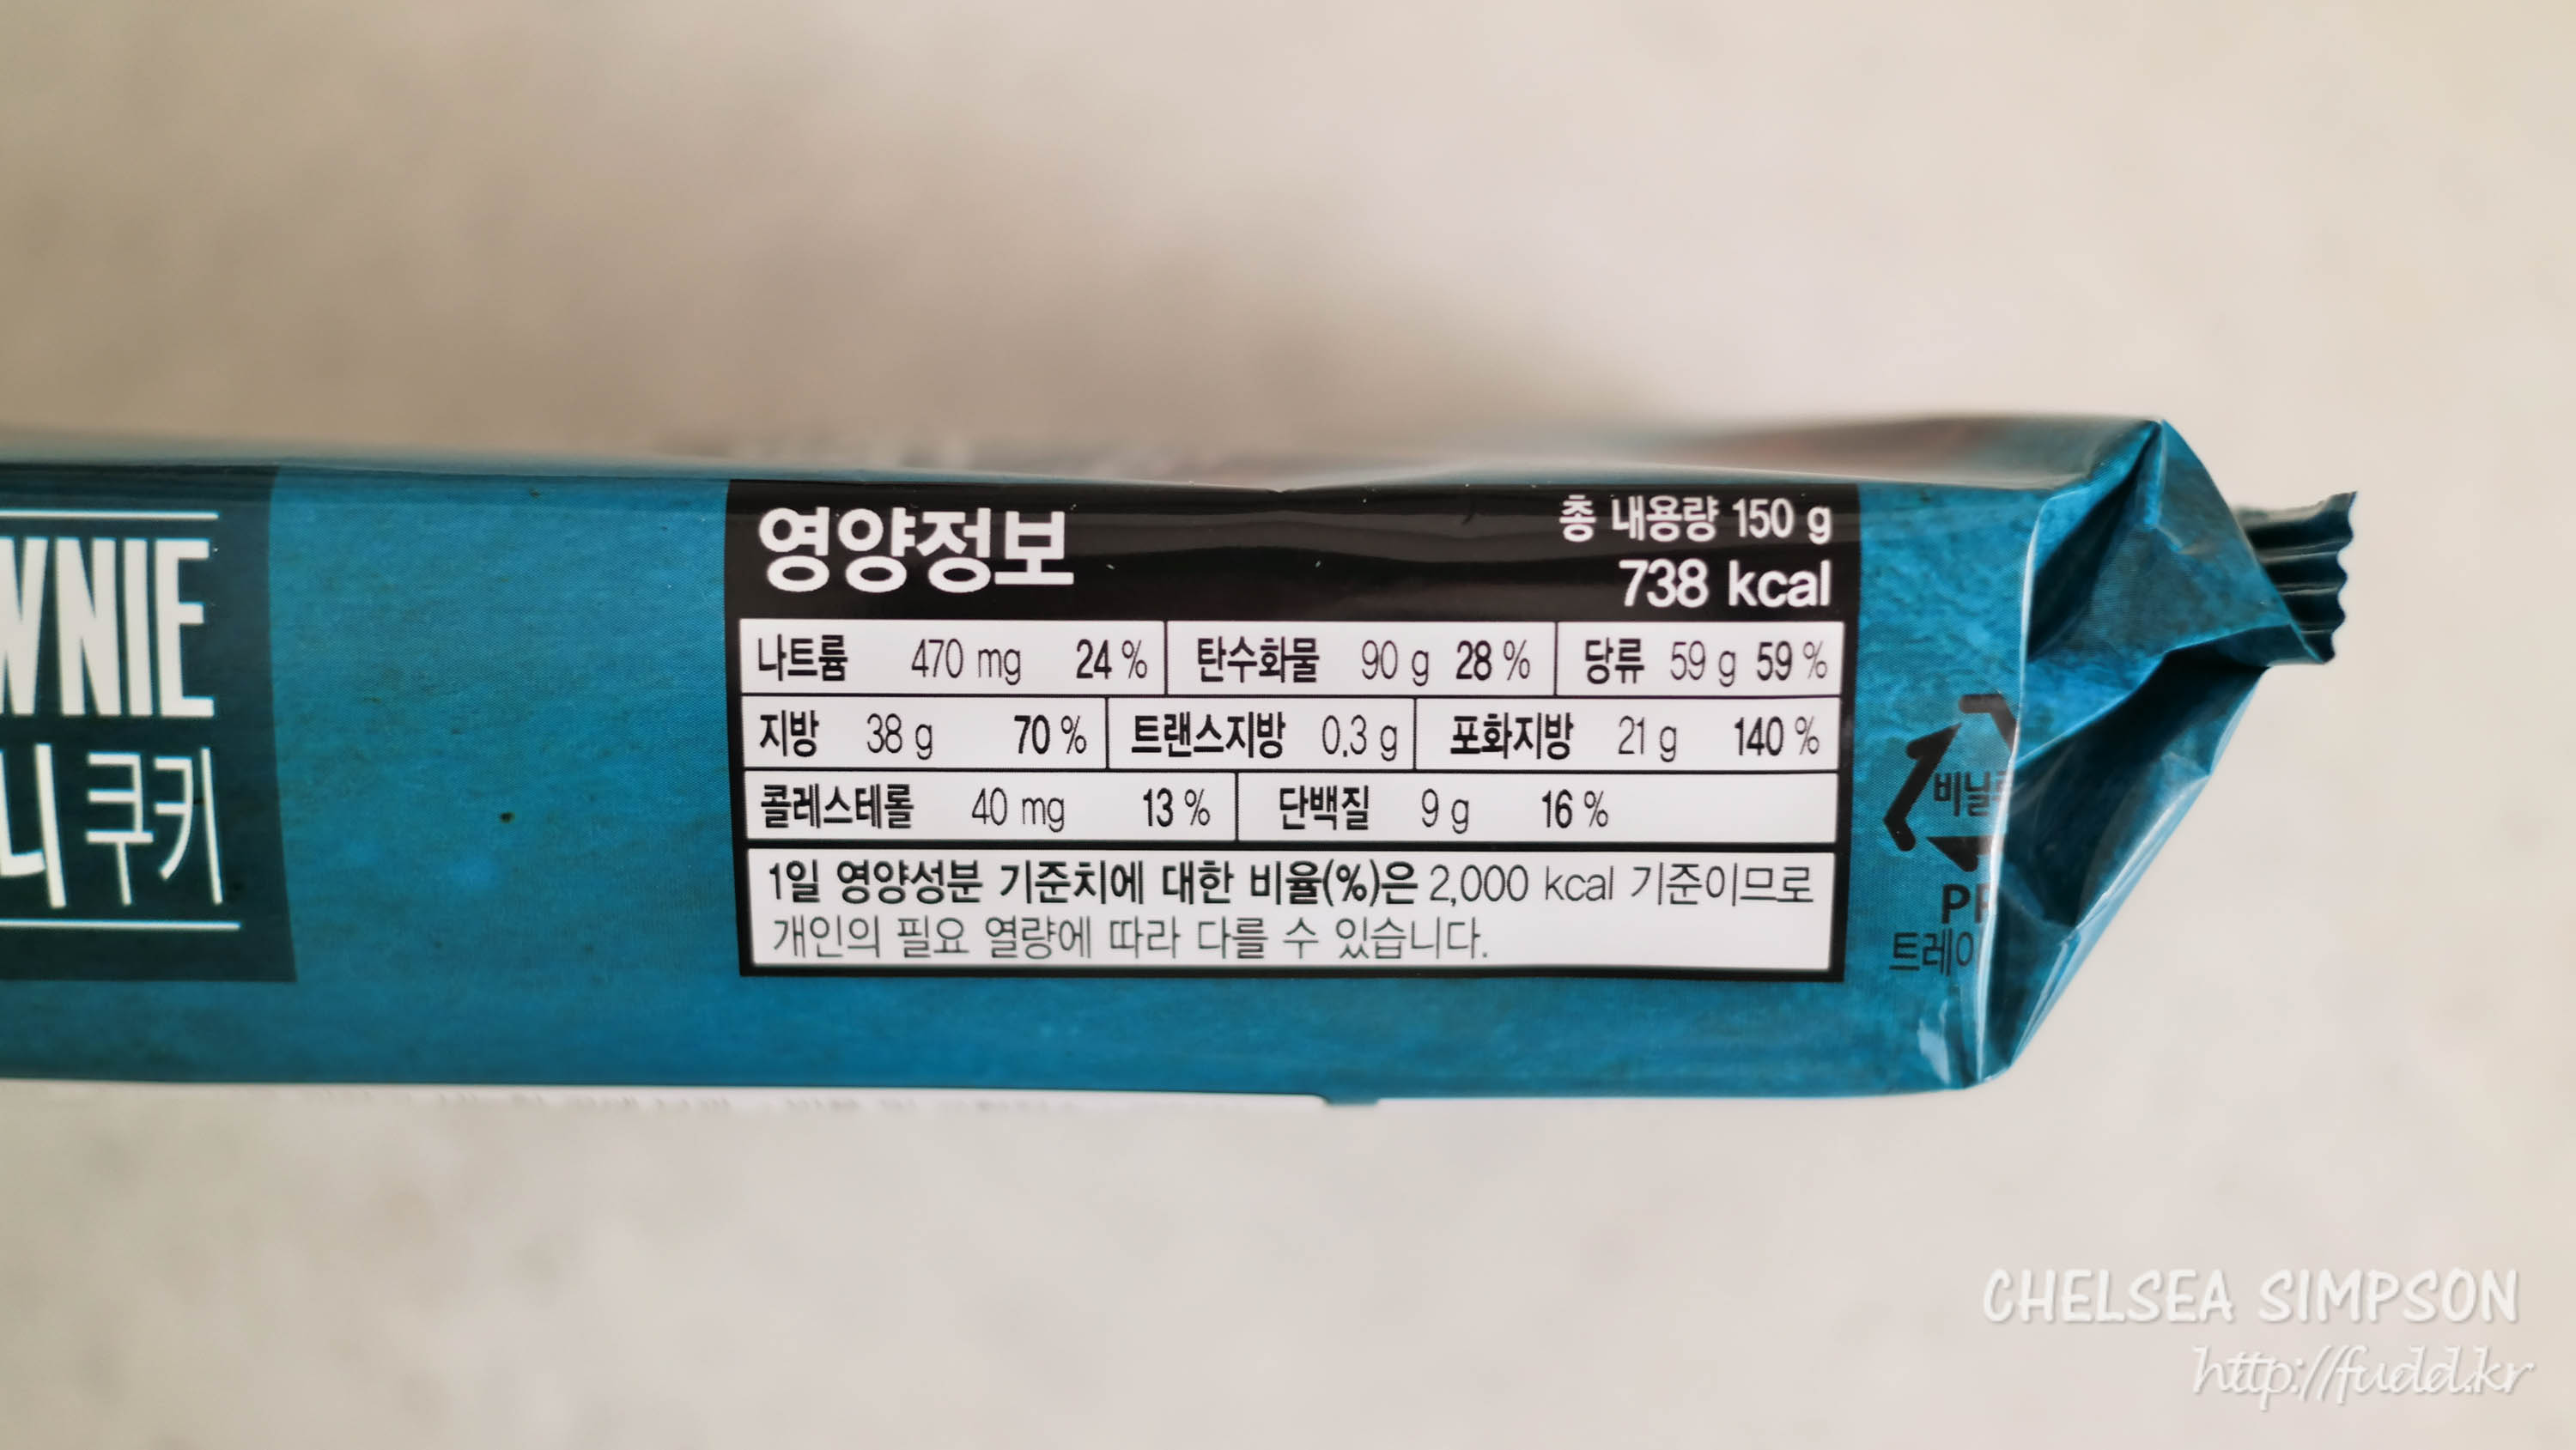 WNIE
니 쿠키
영양정보
총 내용량 150 g
738 kcal
나트륨 470 mg 24 % 탄수화물 90 g 28 % 당류 59 g 59 %
지방 38 g 70 % 트랜스지방 0.3 g 포화지방 21 g 140 %
콜레스테롤 40 mg 13 % 단백질 9 g 16 %
1일 영양성분 기준치에 대한 비율(%)은 2,000 kcal 기준이므로
개인의 필요 열량에 따라 다를 수 있습니다.
비닐
PP
트레이
CHELSEA SIMPSON
http://fudd.kr